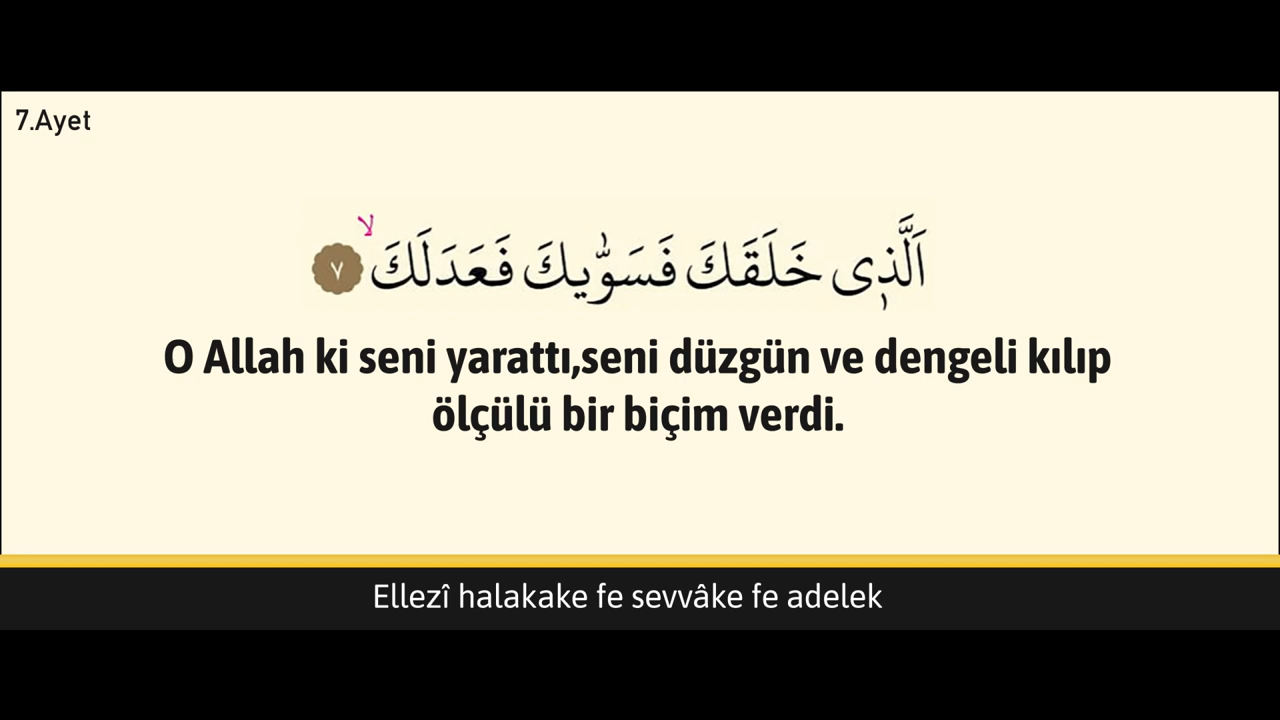 7.Ayet
اَلَّذ۪ى خَلَقَكَ فَسَوّٰيكَ فَعَدَلَكَۙ ﴿٧﴾
O Allah ki seni yarattı,seni düzgün ve dengeli kılıp
ölçülü bir biçim verdi.
Ellezî halakake fe sevvâke fe adelek